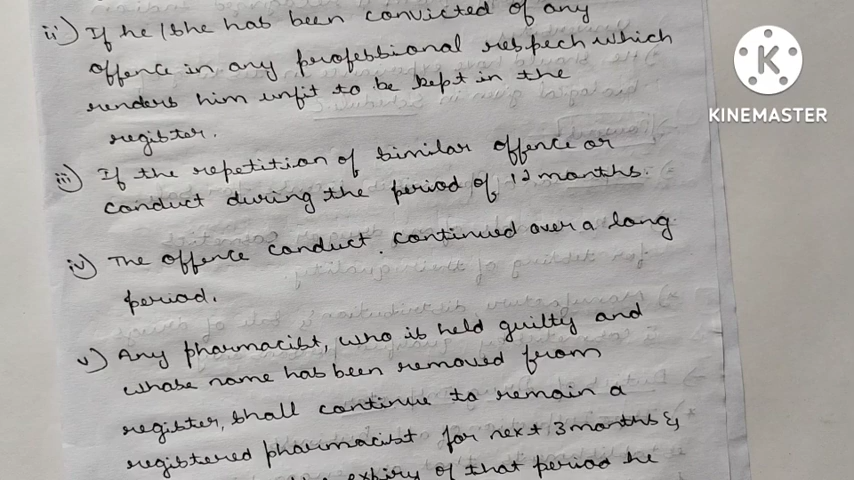 ii) If he/she has been convicted of any
offence in any professional respech which
renders him unfit to be kept in the
register.
iii) If the repetition of similar offence or
conduct during the period of 12 months.
iv) The offence conduct. continued over a long
period.
v) Any pharmacist, who is held guilty and
whose name has been removed from
register, shall continue to remain a
registered pharmacist for next 3 months &
expiry of that period he
K
KINEMASTER